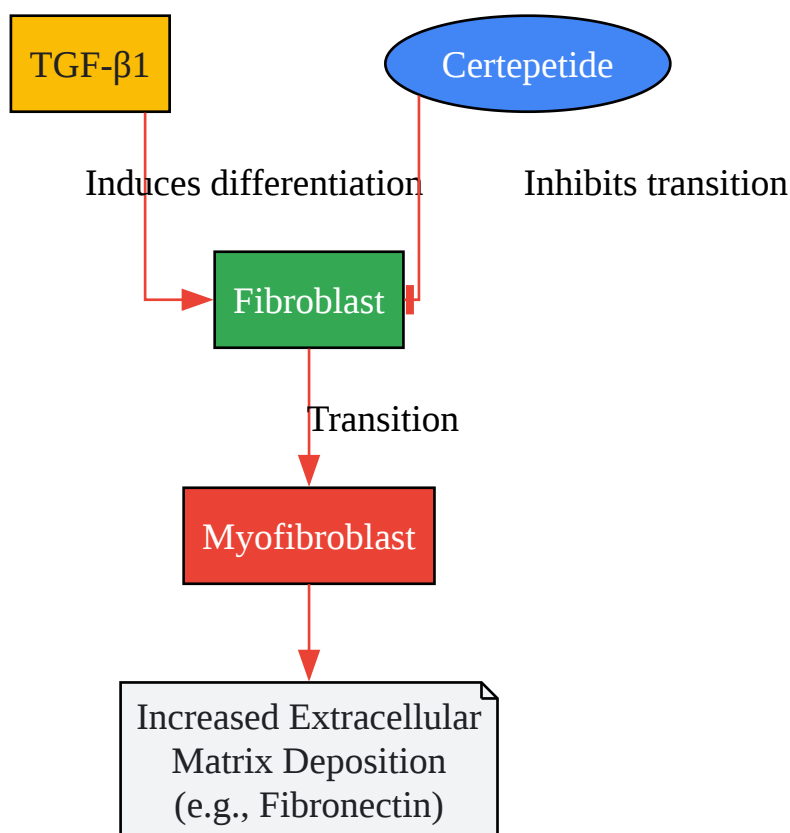 TGF-β1
Certepetide
Induces differentiation
Inhibits transition
Fibroblast
Transition
Myofibroblast
Increased Extracellular
Matrix Deposition
(e.g., Fibronectin)